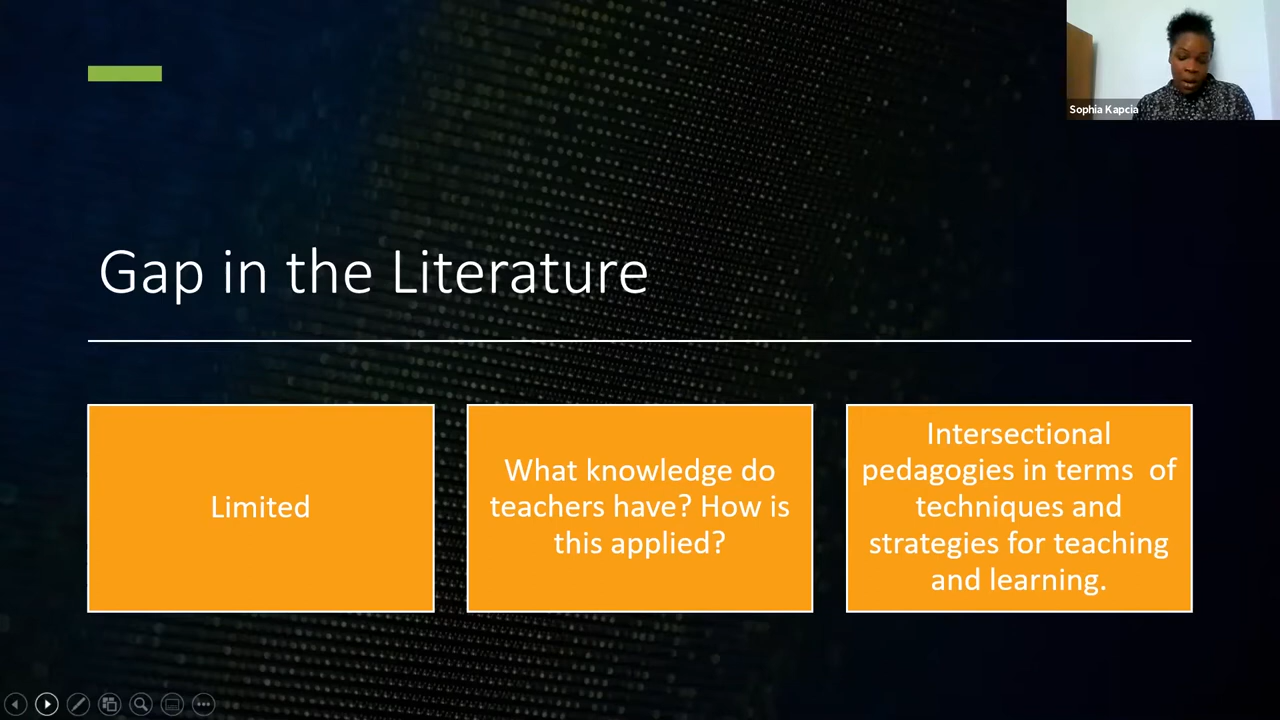 Sophia Kapcia
Gap in the Literature
Limited
What knowledge do
teachers have? How is
this applied?
Intersectional
pedagogies in terms  of
techniques and
strategies for teaching
and learning.